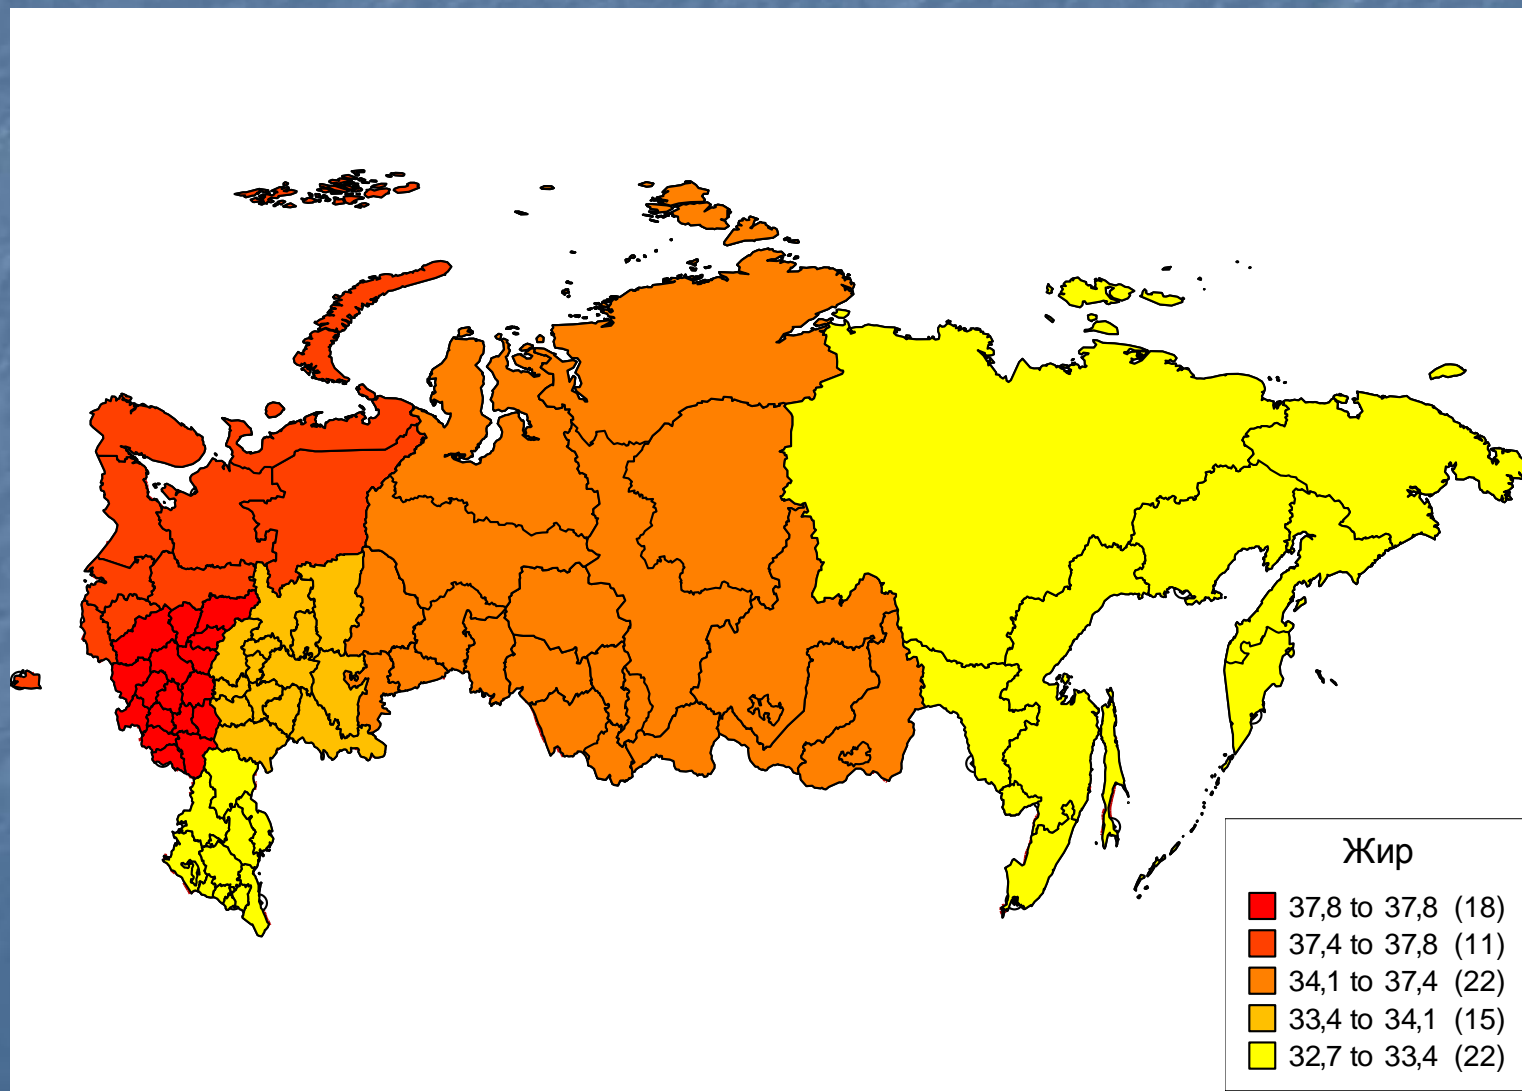 Жир
37,8 to 37,8 (18)
37,4 to 37,8 (11)
34,1 to 37,4 (22)
33,4 to 34,1 (15)
32,7 to 33,4 (22)